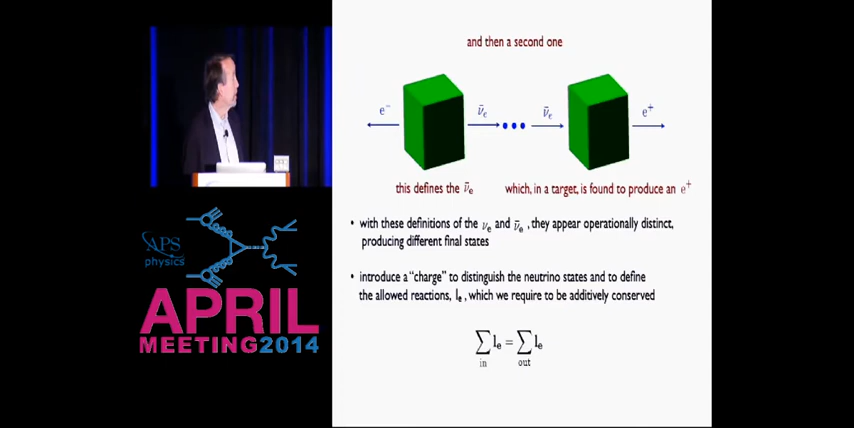 and then a second one
e⁻
ν̄ₑ
ν̄ₑ
e⁺
this defines the ν̄ₑ
which, in a target, is found to produce an e⁺
• with these definitions of the νₑ and ν̄ₑ , they appear operationally distinct,
producing different final states
• introduce a “charge” to distinguish the neutrino states and to define
the allowed reactions, lₑ , which we require to be additively conserved
∑ lₑ = ∑ lₑ
in out
APS
physics
APRIL
MEETING2014